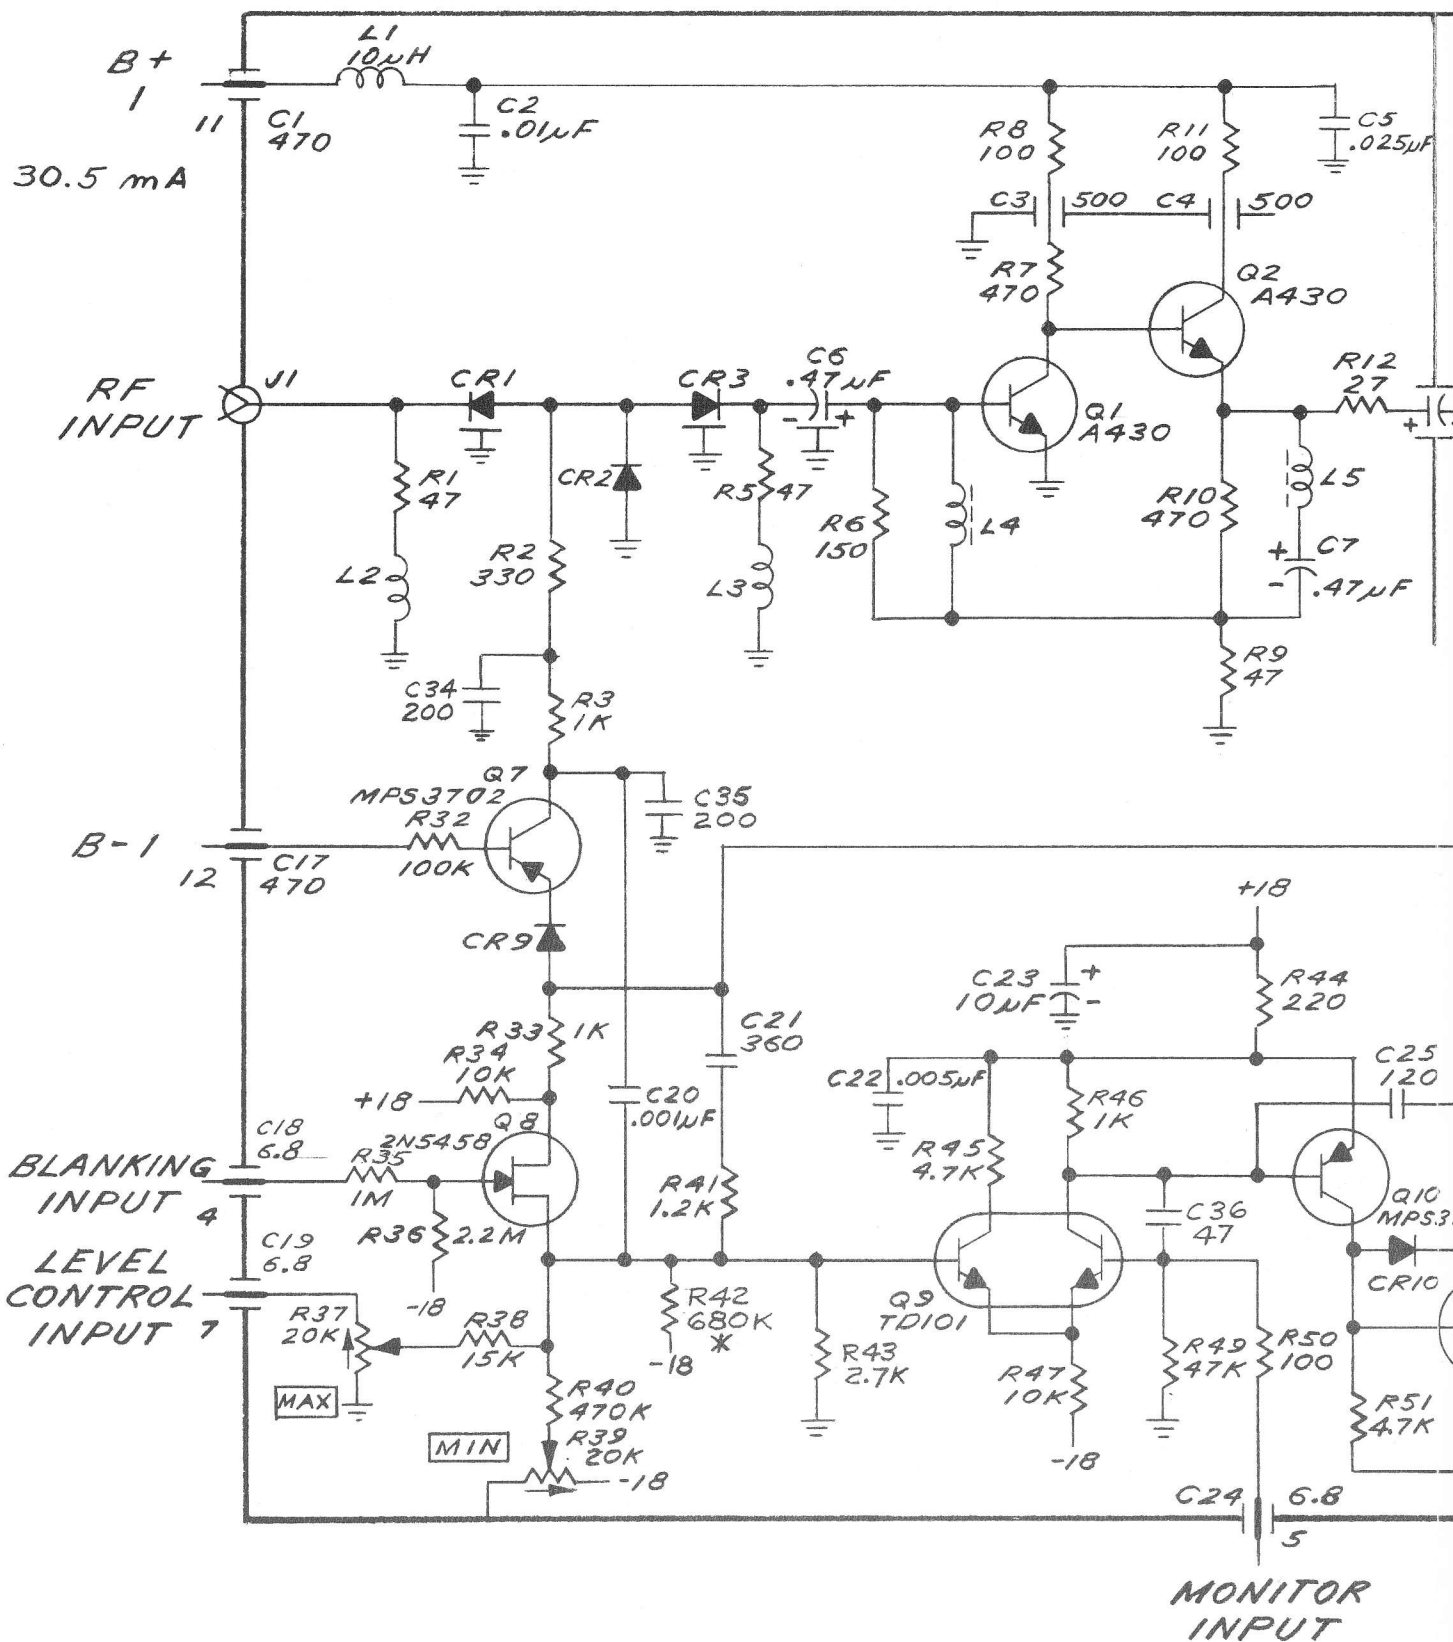 L1
10µH
B+
1
11
C1
470
30.5 mA
C2
.01µF
R8
100
R11
100
C5
.025µF
C3
500
C4
500
R7
470
Q2
A430
RF
INPUT
J1
CR1
CR3
C6
.47µF
-
+
Q1
A430
R12
27
+
R1
47
CR2
R5
47
L2
R2
330
L3
R6
150
L4
R10
470
L5
+
-
C7
.47µF
C34
200
R3
1K
R9
47
Q7
MPS3702
R32
100K
C35
200
B-1
12
C17
470
CR9
+18
C23
10µF
+
-
R44
220
R33
1K
R34
10K
+18
C21
360
C20
.001µF
C22
.005µF
R46
1K
C25
120
Q8
2N5458
C18
6.8
BLANKING
INPUT
4
R35
1M
R36
2.2M
-18
R41
1.2K
R45
4.7K
C36
47
Q10
MPS3
CR10
C19
6.8
LEVEL
CONTROL
INPUT 7
R37
20K
MAX
R38
15K
R42
680K
*
-18
Q9
TD101
R43
2.7K
R47
10K
-18
R49
47K
R50
100
R51
4.7K
R40
470K
MIN
R39
20K
-18
C24
6.8
5
MONITOR
INPUT